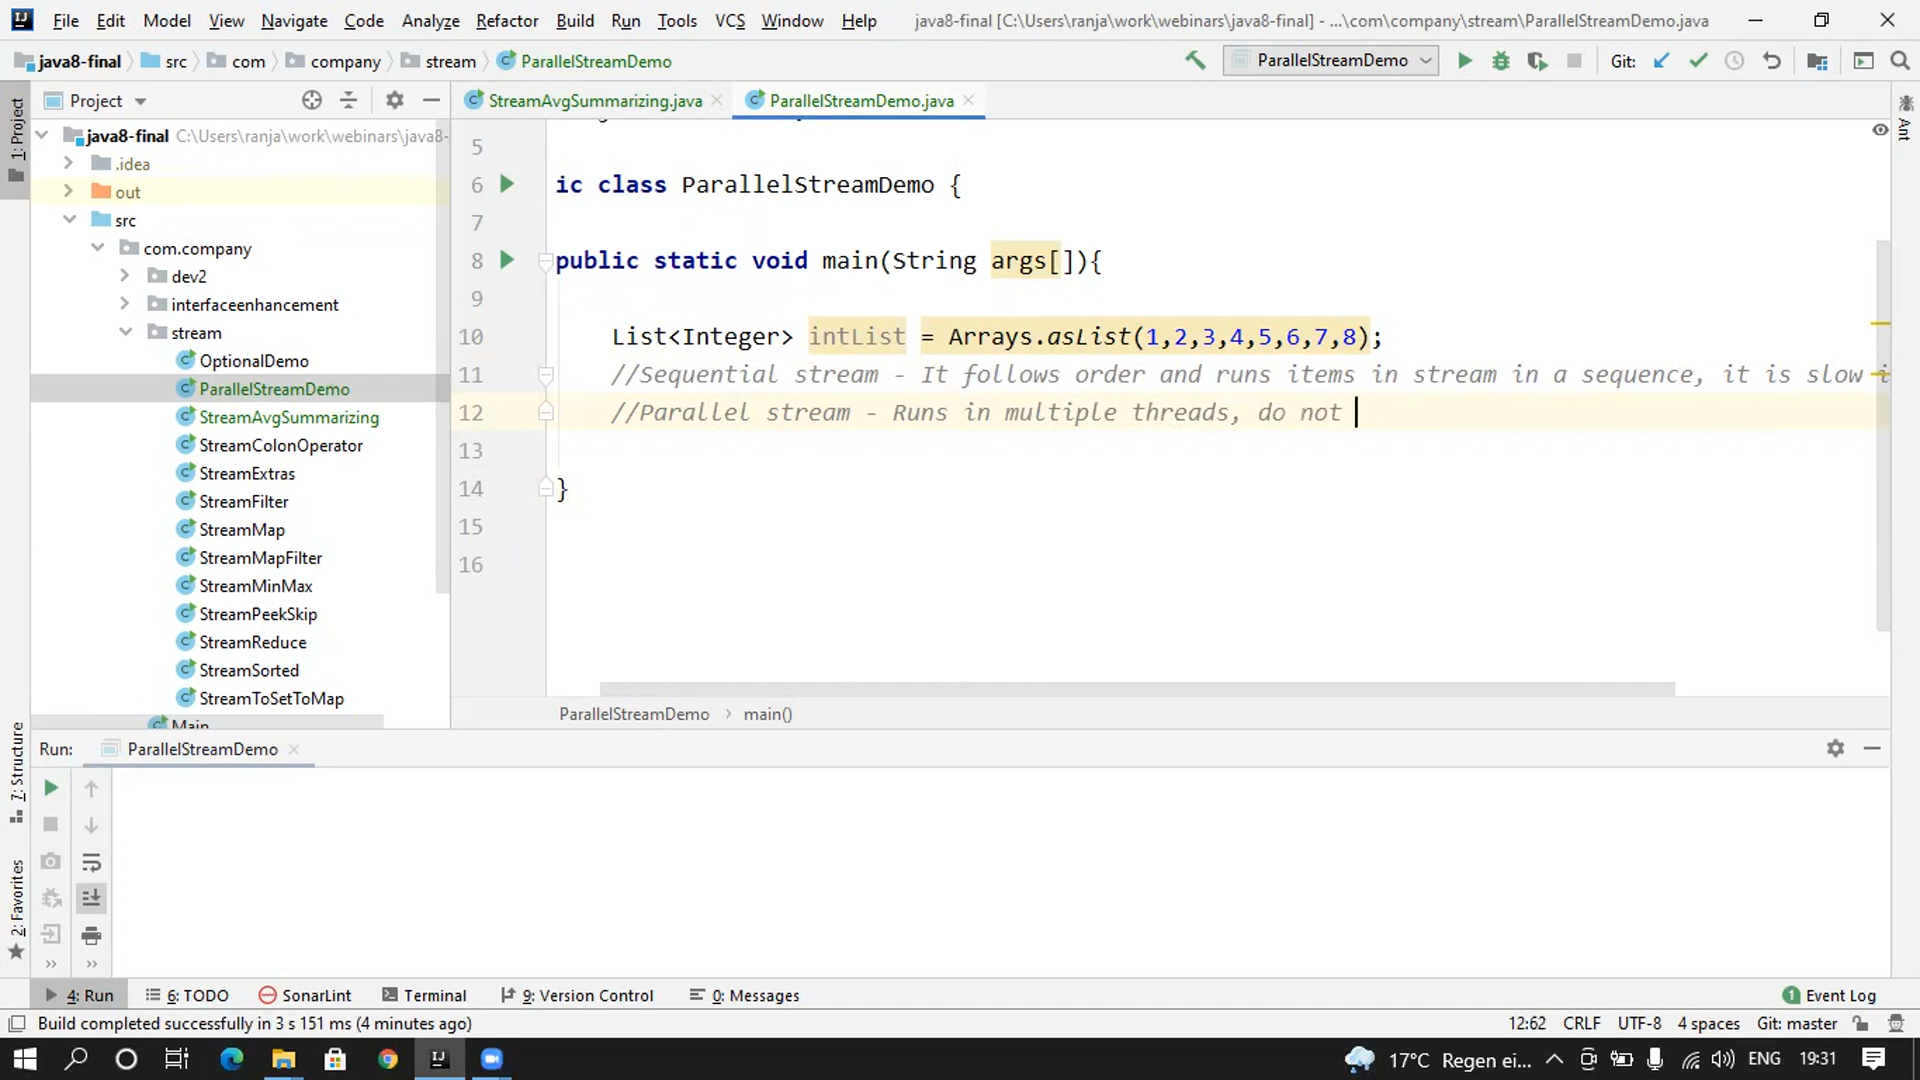 File Edit Model View Navigate Code Analyze Refactor Build Run Tools VCS Window Help java8-final [C:\Users\ranja\work\webinars\java8-final] - ...\com\company\stream\ParallelStreamDemo.java
java8-final src com company stream ParallelStreamDemo ParallelStreamDemo Git:
1: Project
Project
StreamAvgSummarizing.java ParallelStreamDemo.java
Ant
java8-final C:\Users\ranja\work\webinars\java8-
.idea
out
src
com.company
dev2
interfaceenhancement
stream
OptionalDemo
ParallelStreamDemo
StreamAvgSummarizing
StreamColonOperator
StreamExtras
StreamFilter
StreamMap
StreamMapFilter
StreamMinMax
StreamPeekSkip
StreamReduce
StreamSorted
StreamToSetToMap
Main
5
6 ic class ParallelStreamDemo {
7
8 public static void main(String args[]){
9
10 List<Integer> intList = Arrays.asList(1,2,3,4,5,6,7,8);
11 //Sequential stream - It follows order and runs items in stream in a sequence, it is slow i
12 //Parallel stream - Runs in multiple threads, do not
13
14 }
15
16
ParallelStreamDemo main()
7: Structure
2: Favorites
Run: ParallelStreamDemo
4: Run 6: TODO SonarLint Terminal 9: Version Control 0: Messages 1 Event Log
Build completed successfully in 3 s 151 ms (4 minutes ago) 12:62 CRLF UTF-8 4 spaces Git: master
17°C Regen ei... ENG 19:31